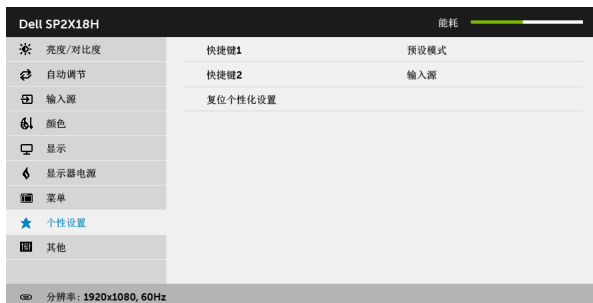 Dell SP2X18H 能耗
亮度/对比度 快捷键1 预设模式
自动调节 快捷键2 输入源
输入源 复位个性化设置
颜色
显示
显示器电源
菜单
个性设置
其他
分辨率: 1920x1080, 60Hz